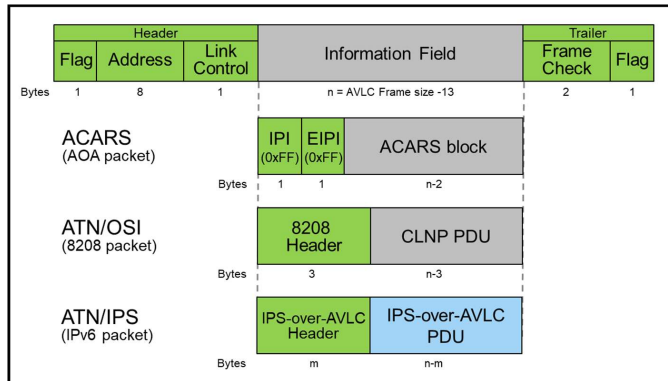 Header
Trailer
Flag Address Link Control Information Field Frame Check Flag
Bytes 1 8 1 n = AVLC Frame size -13 2 1
ACARS
(AOA packet)
IPI (0xFF) EIPI (0xFF) ACARS block
Bytes 1 1 n-2
ATN/OSI
(8208 packet)
8208 Header CLNP PDU
Bytes 3 n-3
ATN/IPS
(IPv6 packet)
IPS-over-AVLC Header IPS-over-AVLC PDU
Bytes m n-m